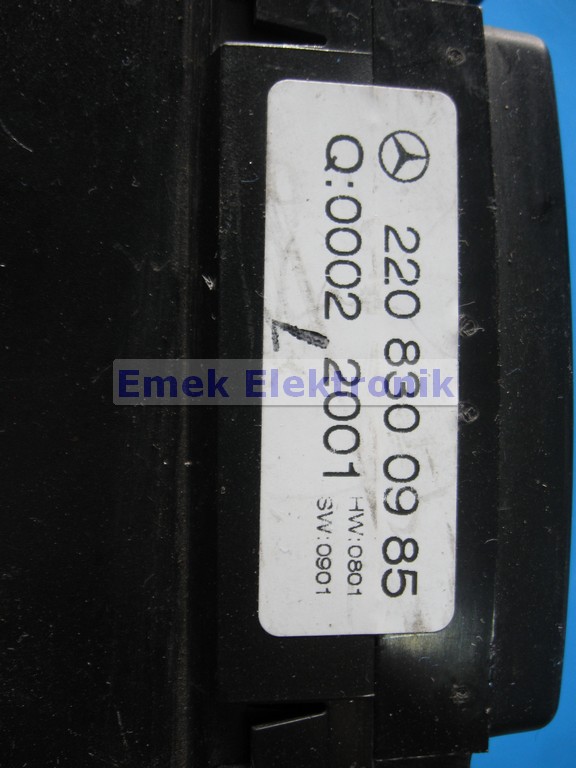 220 830 09 85
HW:0801
Q:0002 2001
SW:0901
Emek Elektronik